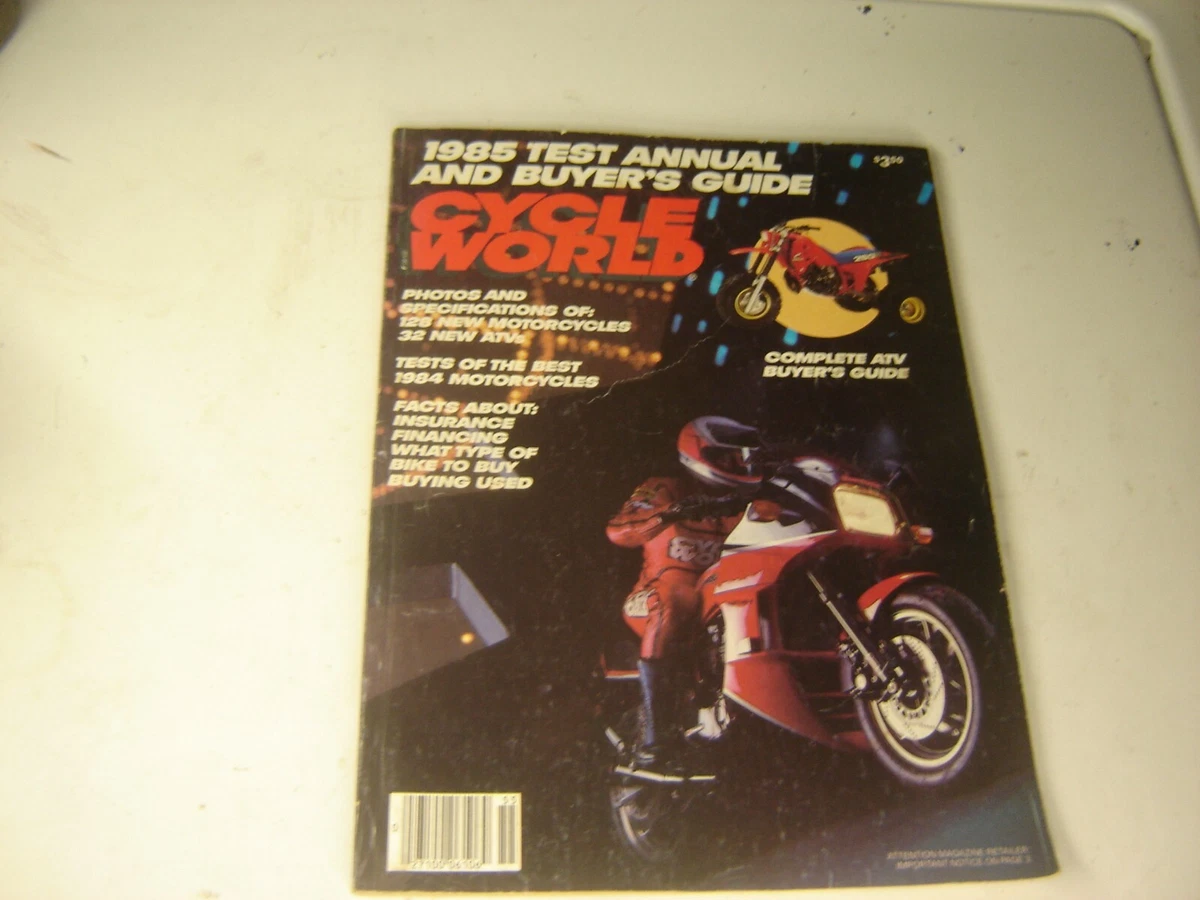 1985 TEST ANNUAL
AND BUYER'S GUIDE
$3.50
CYCLE
WORLD
PHOTOS AND
SPECIFICATIONS OF:
128 NEW MOTORCYCLES
32 NEW ATVs
TESTS OF THE BEST
1984 MOTORCYCLES
FACTS ABOUT:
INSURANCE
FINANCING
WHAT TYPE OF
BIKE TO BUY
BUYING USED
250
COMPLETE ATV
BUYER'S GUIDE
ATTENTION MAGAZINE RETAILER:
IMPORTANT NOTICE ON PAGE 3